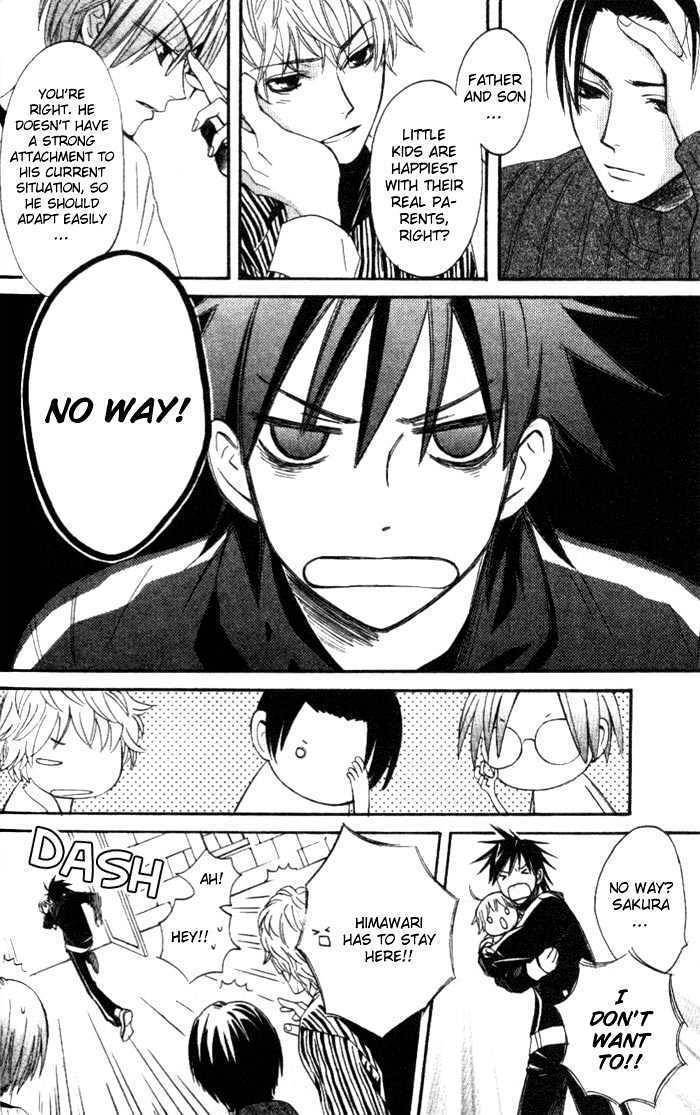 FATHER
AND SON
...
LITTLE
KIDS ARE
HAPPIEST
WITH THEIR
REAL PA-
RENTS,
RIGHT?
YOU'RE
RIGHT. HE
DOESN'T HAVE
A STRONG
ATTACHMENT TO
HIS CURRENT
SITUATION, SO
HE SHOULD
ADAPT EASILY
...
NO WAY!
NO WAY?
SAKURA
...
I
DON'T
WANT
TO!!
HIMAWARI
HAS TO STAY
HERE!!
AH!
HEY!!
DASH